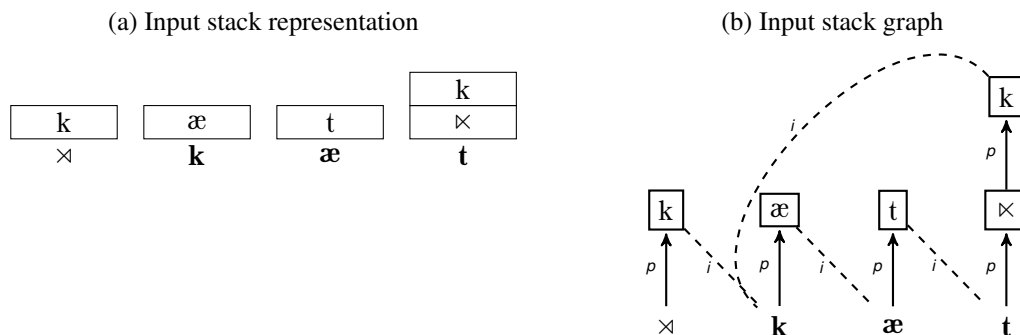 (a) Input stack representation
k
k æ t ⋉
⋊ k æ t
(b) Input stack graph
k
i
p
k æ t ⋉
p i p i p i p
⋊ k æ t